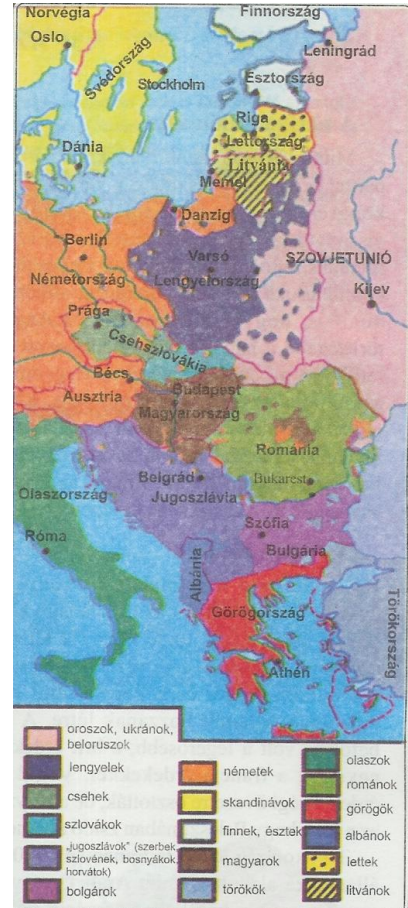 Norvégia
Finnország
Oslo
Leningrád
Svédország
Stockholm
Esztország
Riga
Lettország
Dánia
Litvánia
Memel
Danzig
Berlin
Varsó
SZOVJETUNIÓ
Németország
Lengyelország
Kijev
Prága
Csehszlovákia
Bécs
Budapest
Ausztria
Magyarország
Románia
Belgrád
Bukarest
Olaszország
Jugoszlávia
Szófia
Róma
Bulgária
Albánia
Törökország
Görögország
Athén
oroszok, ukránok,
beloruszok
lengyelek
csehek
szlovákok
„jugoszlávok” (szerbek,
szlovének, bosnyákok,
horvátok)
bolgárok
németek
skandinávok
finnek, észtek
magyarok
törökök
olaszok
románok
görögök
albánok
lettek
litvánok